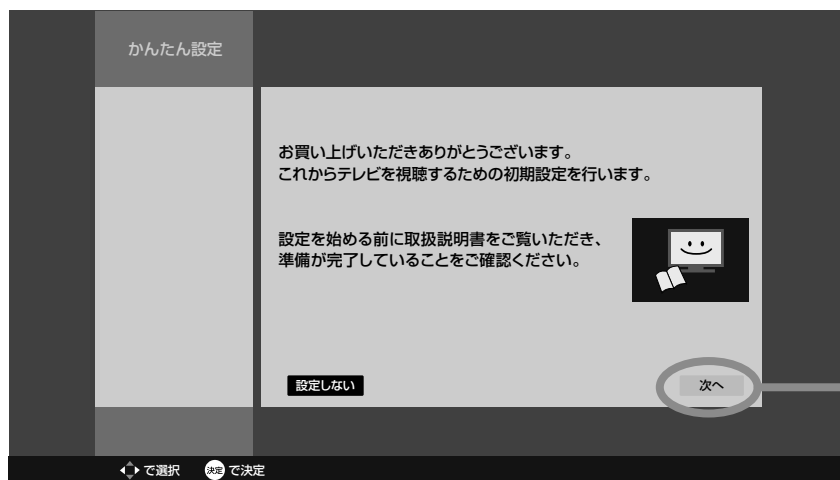 かんたん設定
お買い上げいただきありがとうございます。
これからテレビを視聴するための初期設定を行います。
設定を始める前に取扱説明書をご覧いただき、
準備が完了していることをご確認ください。
設定しない
次へ
で選択 決定 で決定